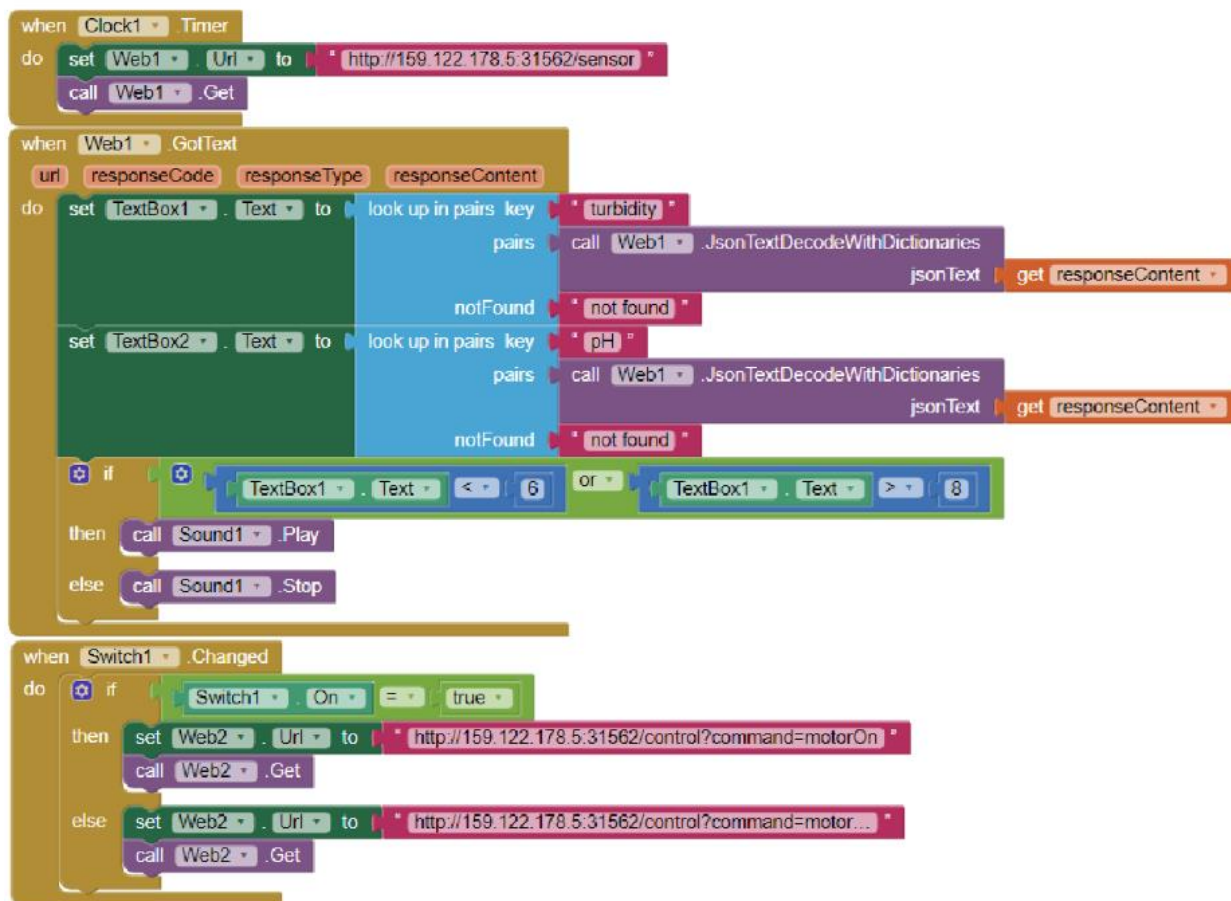 when Clock1 .Timer
do set Web1 . Url to " http://159.122.178.5:31562/sensor "
call Web1 .Get
when Web1 .GotText
url responseCode responseType responseContent
do set TextBox1 . Text to look up in pairs key " turbidity "
pairs call Web1 .JsonTextDecodeWithDictionaries
jsonText get responseContent
notFound " not found "
set TextBox2 . Text to look up in pairs key " pH "
pairs call Web1 .JsonTextDecodeWithDictionaries
jsonText get responseContent
notFound " not found "
if TextBox1 . Text < 6 or TextBox1 . Text > 8
then call Sound1 .Play
else call Sound1 .Stop
when Switch1 .Changed
do if Switch1 . On = true
then set Web2 . Url to " http://159.122.178.5:31562/control?command=motorOn "
call Web2 .Get
else set Web2 . Url to " http://159.122.178.5:31562/control?command=motor... "
call Web2 .Get